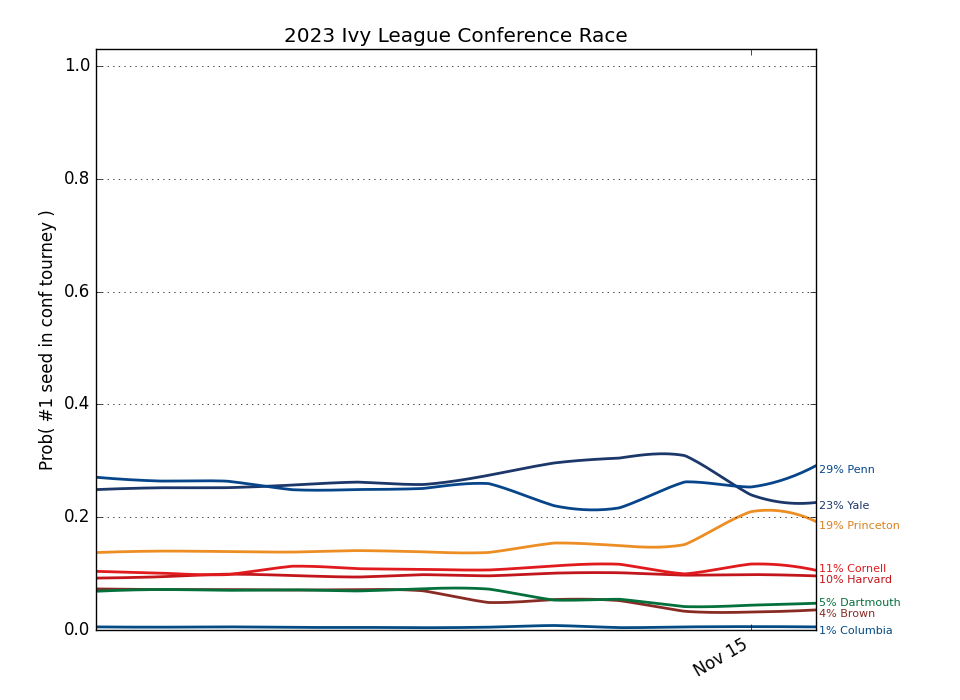 2023 Ivy League Conference Race
Prob( #1 seed in conf tourney )
1.0
0.8
0.6
0.4
0.2
0.0
29% Penn
23% Yale
19% Princeton
11% Cornell
10% Harvard
5% Dartmouth
4% Brown
1% Columbia
Nov 15